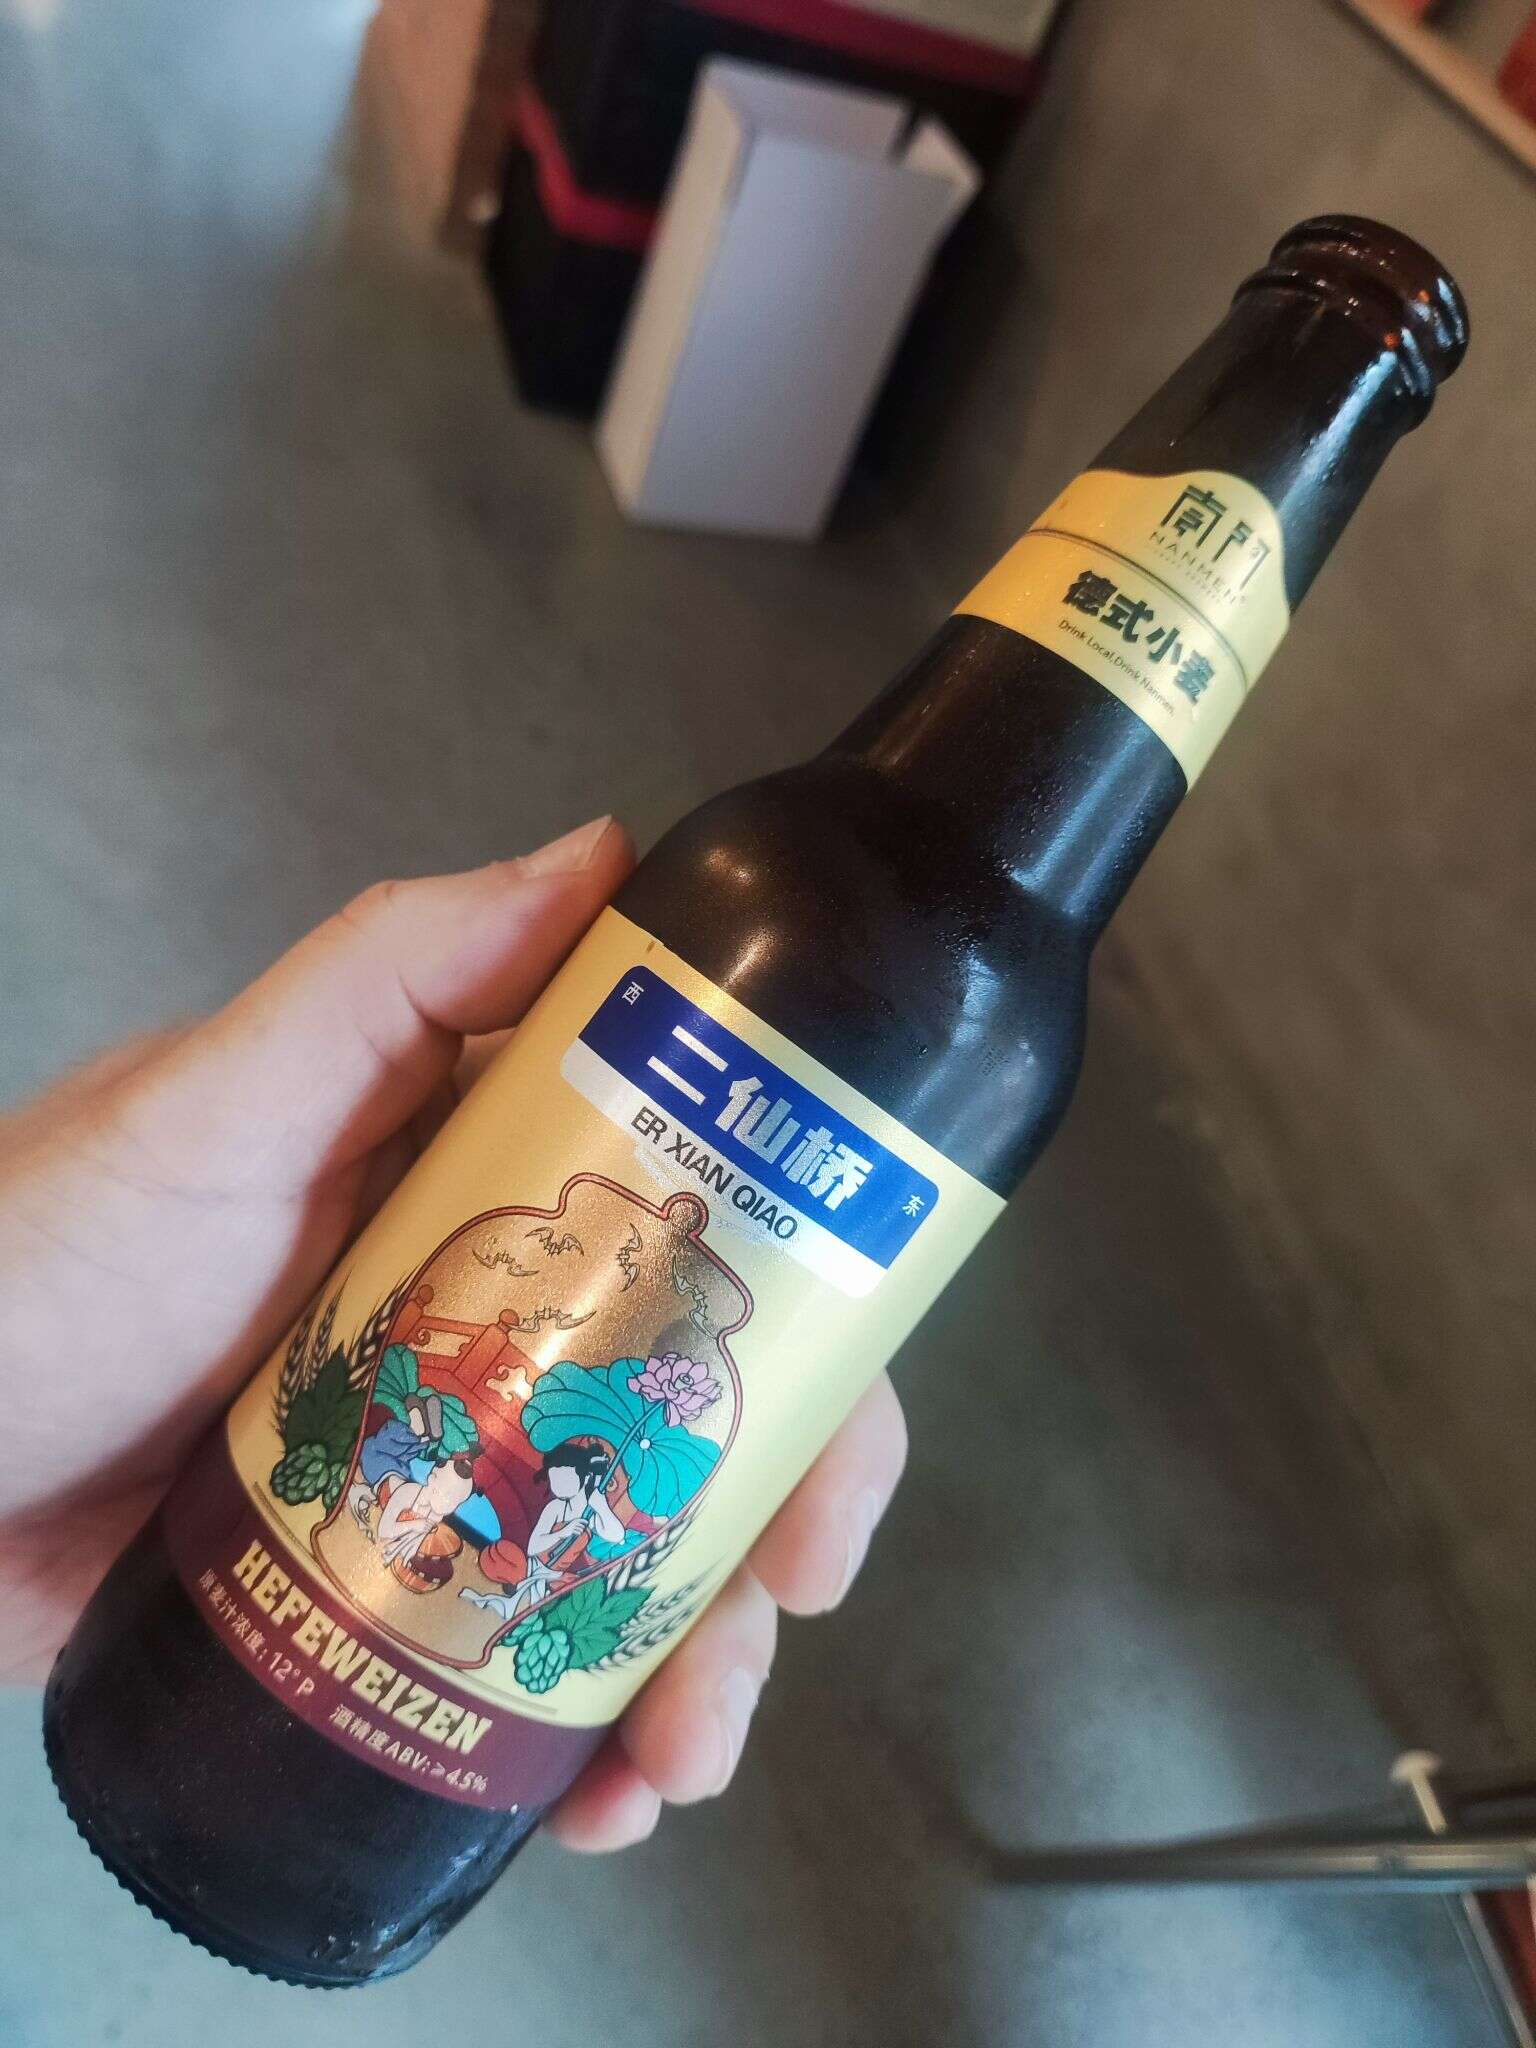 南門
NANMEN®
德式小麦
Drink Local,Drink Nanmen.
西 二仙桥 东
ER XIAN QIAO
HEFEWEIZEN
原麦汁浓度:12°P 酒精度ABV:≥4.5%